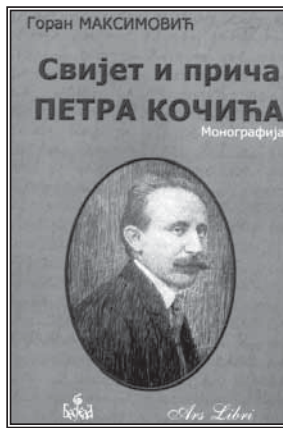 Горан МАКСИМОВИЋ
Свијет и прича
ПЕТРА КОЧИЋА
Монографија
Ars Libri